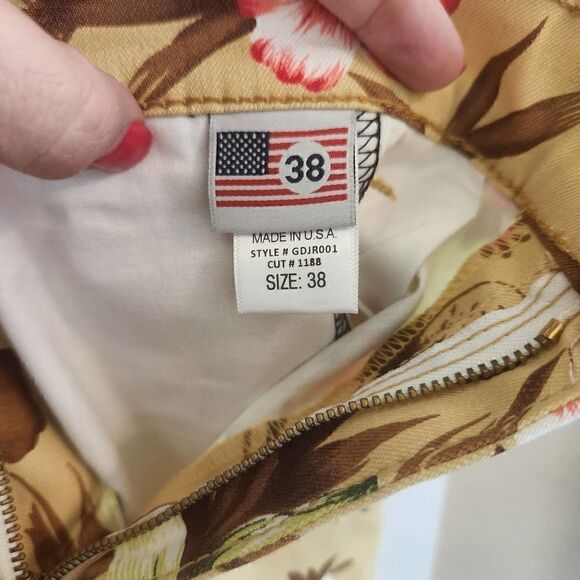 38
MADE IN U.S.A.
STYLE # GDJR001
CUT # 1188
SIZE: 38